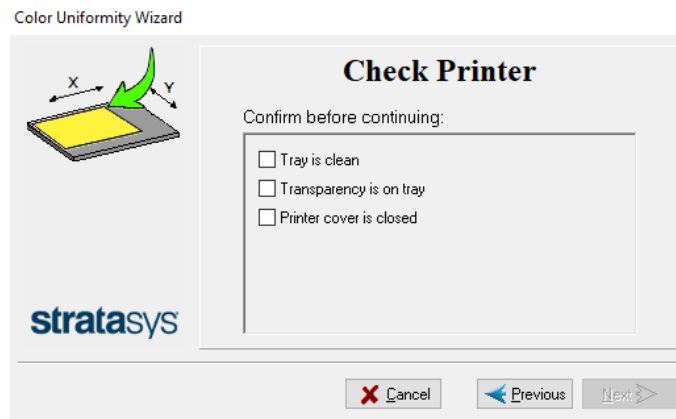 Color Uniformity Wizard
X
Y
Check Printer
Confirm before continuing:
Tray is clean
Transparency is on tray
Printer cover is closed
stratasys
Cancel
Previous
Next